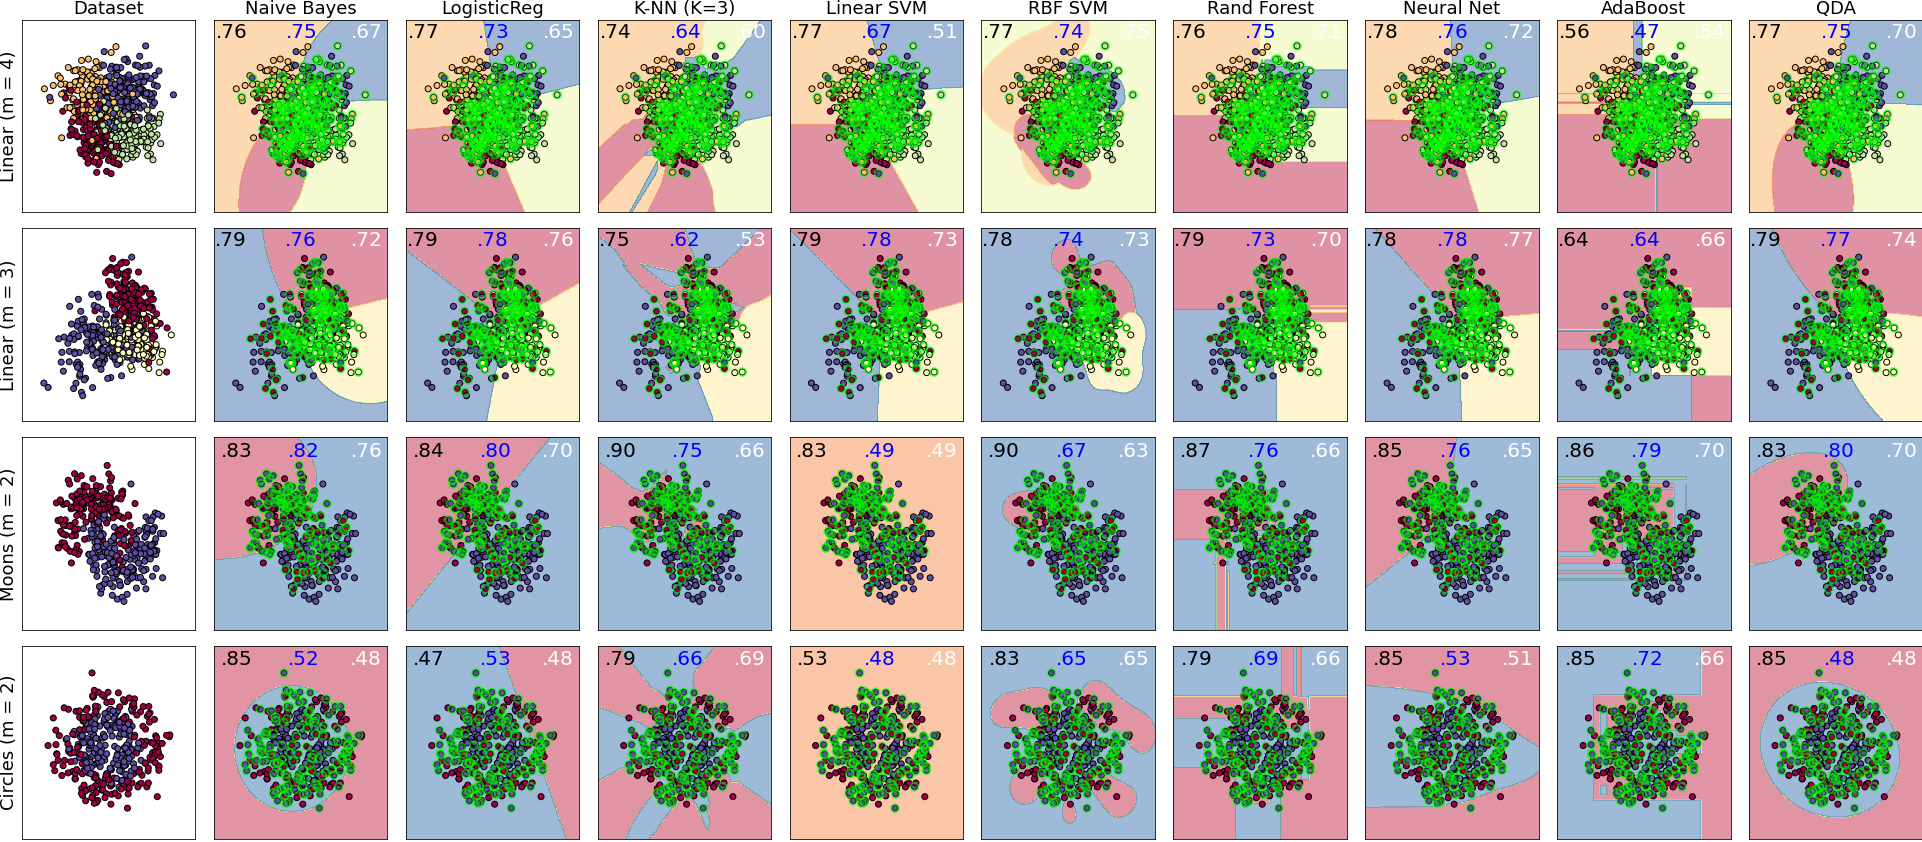 Dataset Naive Bayes LogisticReg K-NN (K=3) Linear SVM RBF SVM Rand Forest Neural Net AdaBoost QDA
Linear (m = 4)
.76 .75 .67 .77 .73 .65 .74 .64 .60 .77 .67 .51 .77 .74 .75 .76 .75 .71 .78 .76 .72 .56 .47 .54 .77 .75 .70
Linear (m = 3)
.79 .76 .72 .79 .78 .76 .75 .62 .53 .79 .78 .73 .78 .74 .73 .79 .73 .70 .78 .78 .77 .64 .64 .66 .79 .77 .74
Moons (m = 2)
.83 .82 .76 .84 .80 .70 .90 .75 .66 .83 .49 .49 .90 .67 .63 .87 .76 .66 .85 .76 .65 .86 .79 .70 .83 .80 .70
Circles (m = 2)
.85 .52 .48 .47 .53 .48 .79 .66 .69 .53 .48 .48 .83 .65 .65 .79 .69 .66 .85 .53 .51 .85 .72 .66 .85 .48 .48